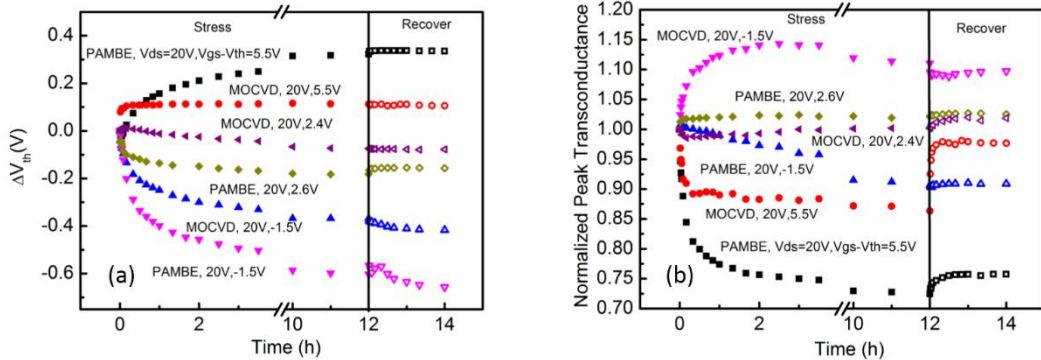 Stress
Recover
PAMBE, Vds=20V,Vgs-Vth=5.5V
MOCVD, 20V,5.5V
MOCVD, 20V,2.4V
PAMBE, 20V,2.6V
MOCVD, 20V,-1.5V
PAMBE, 20V,-1.5V
(a)
ΔVth(V)
0.4
0.2
0.0
-0.2
-0.4
-0.6
0
2
10
12
14
Time (h)
Stress
Recover
MOCVD, 20V,-1.5V
PAMBE, 20V,2.6V
MOCVD, 20V,2.4V
PAMBE, 20V,-1.5V
MOCVD, 20V,5.5V
PAMBE, Vds=20V,Vgs-Vth=5.5V
(b)
Normalized Peak Transconductance
1.20
1.15
1.10
1.05
1.00
0.95
0.90
0.85
0.80
0.75
0.70
0
2
10
12
14
Time (h)